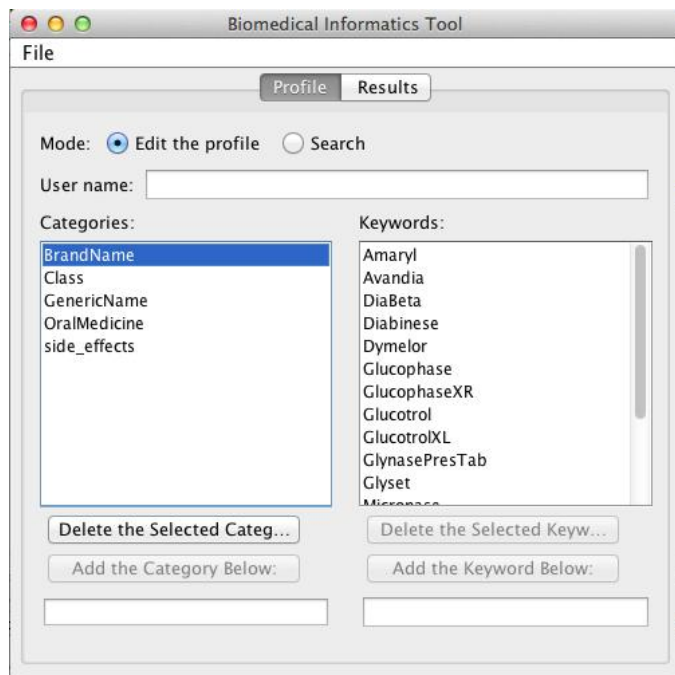 Biomedical Informatics Tool
File
Profile Results
Mode: Edit the profile Search
User name:
Categories:
BrandName
Class
GenericName
OralMedicine
side_effects
Delete the Selected Categ...
Add the Category Below:
Keywords:
Amaryl
Avandia
DiaBeta
Diabinese
Dymelor
Glucophase
GlucophaseXR
Glucotrol
GlucotrolXL
GlynasePresTab
Glyset
Micronase
Delete the Selected Keyw...
Add the Keyword Below: